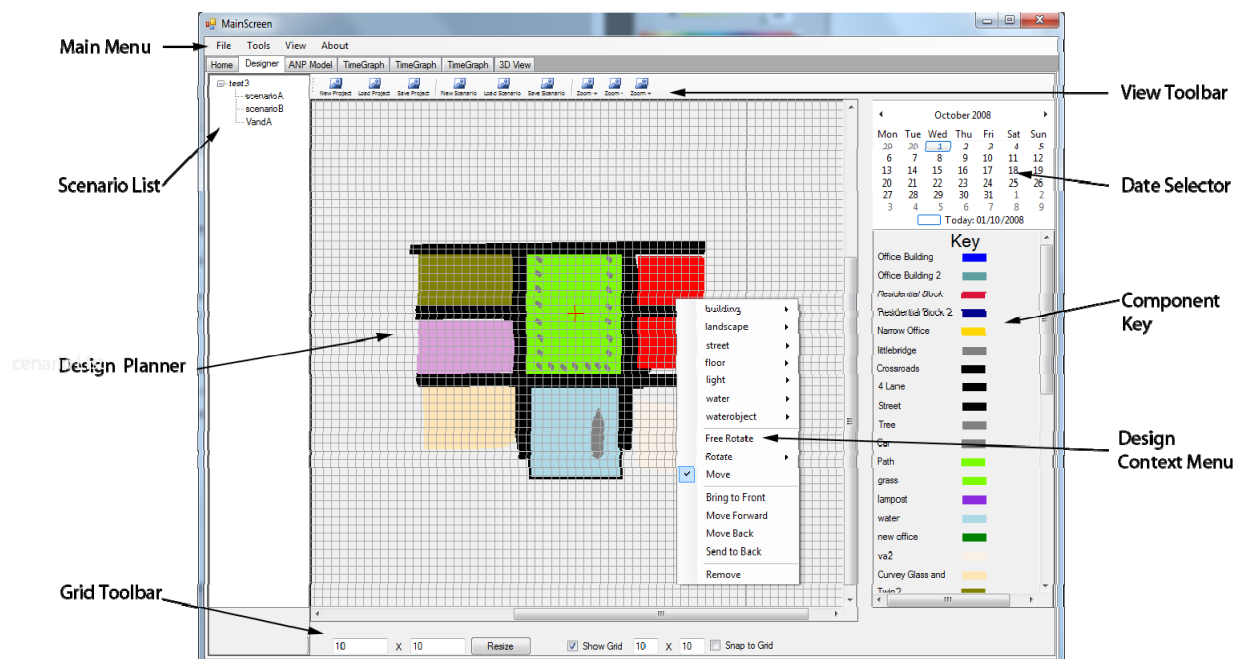 MainScreen
Main Menu
File Tools View About
Home Designer ANP Model TimeGraph TimeGraph TimeGraph 3D View
test3
scenarioA
scenarioB
VandA
New Project Load Project Save Project New Scenario Load Scenario Save Scenario Zoom + Zoom - Zoom +
View Toolbar
October 2008
Mon Tue Wed Thu Fri Sat Sun
29 30 1 2 3 4 5
6 7 8 9 10 11 12
13 14 15 16 17 18 19
20 21 22 23 24 25 26
27 28 29 30 31 1 2
3 4 5 6 7 8 9
Today: 01/10/2008
Scenario List
Date Selector
Key
Office Building
Office Building 2
Residential Block
Residential Block 2
Narrow Office
littlebridge
Crossroads
4 Lane
Street
Tree
Car
Path
grass
lampost
water
new office
va2
Curvey Glass and
Twin2
Component
Key
building
landscape
street
floor
light
water
waterobject
Free Rotate
Rotate
Move
Bring to Front
Move Forward
Move Back
Send to Back
Remove
Design Planner
Design
Context Menu
Grid Toolbar
10 X 10 Resize Show Grid 10 X 10 Snap to Grid